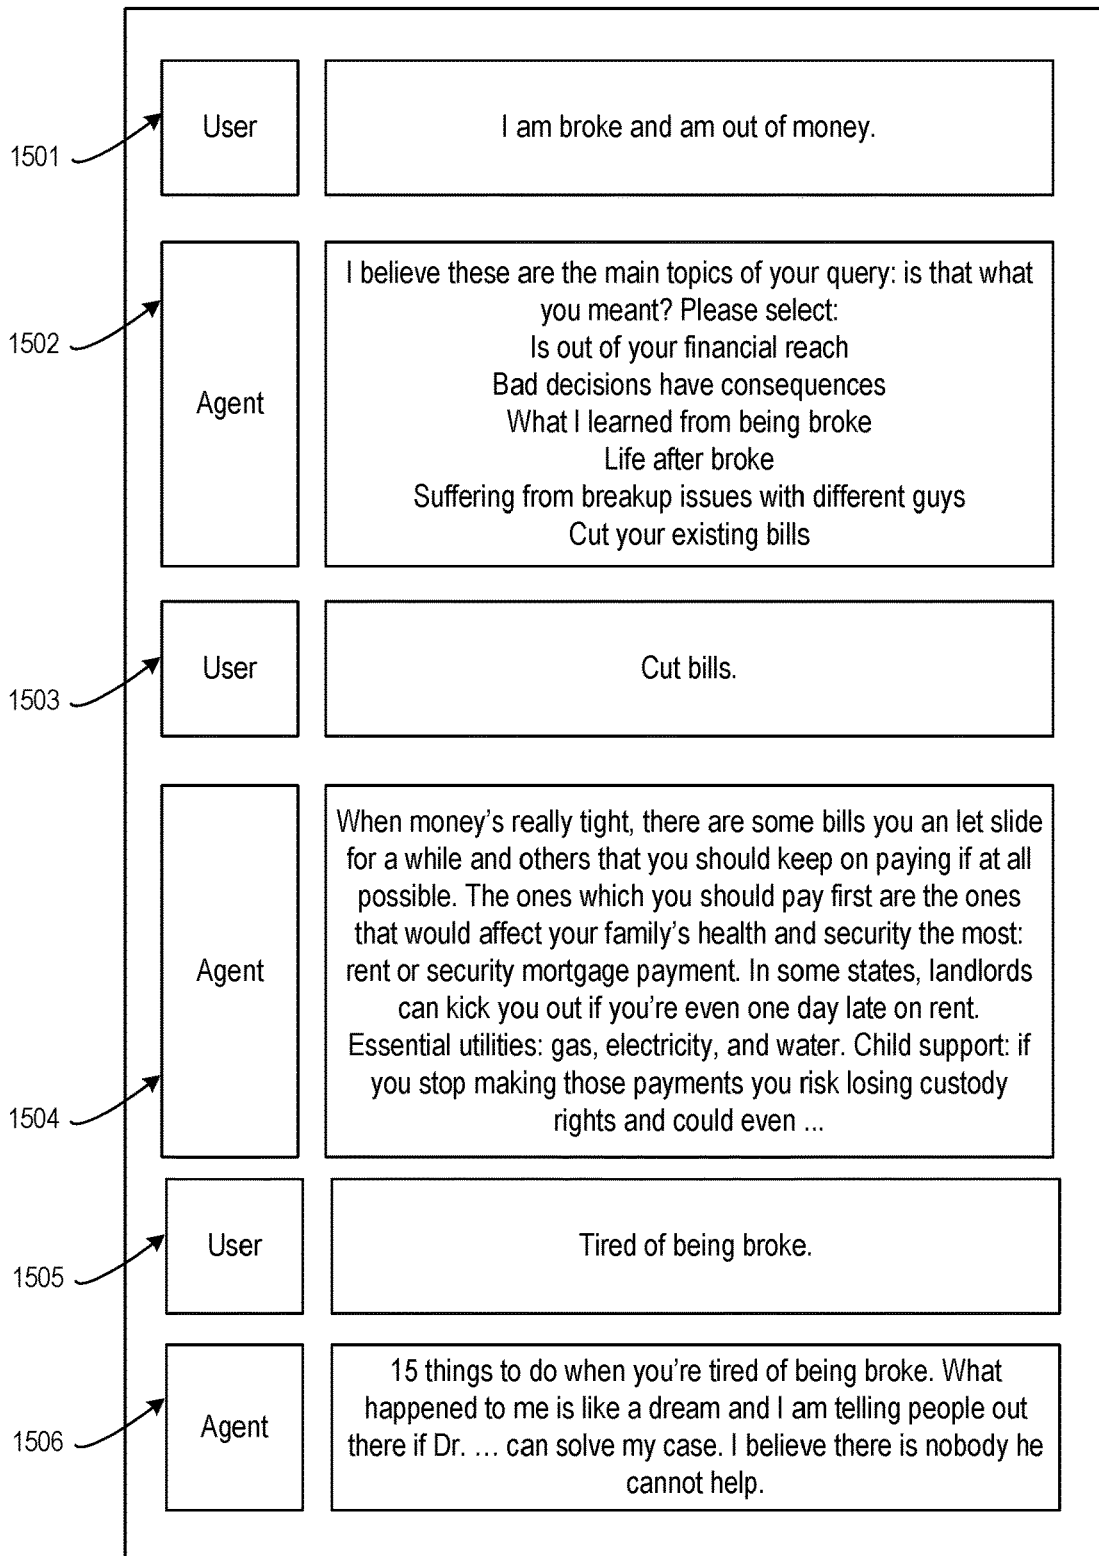 1501
User
I am broke and am out of money.
1502
Agent
I believe these are the main topics of your query: is that what
you meant? Please select:
Is out of your financial reach
Bad decisions have consequences
What I learned from being broke
Life after broke
Suffering from breakup issues with different guys
Cut your existing bills
1503
User
Cut bills.
1504
Agent
When money's really tight, there are some bills you an let slide
for a while and others that you should keep on paying if at all
possible. The ones which you should pay first are the ones
that would affect your family's health and security the most:
rent or security mortgage payment. In some states, landlords
can kick you out if you're even one day late on rent.
Essential utilities: gas, electricity, and water. Child support: if
you stop making those payments you risk losing custody
rights and could even ...
1505
User
Tired of being broke.
1506
Agent
15 things to do when you're tired of being broke. What
happened to me is like a dream and I am telling people out
there if Dr. ... can solve my case. I believe there is nobody he
cannot help.